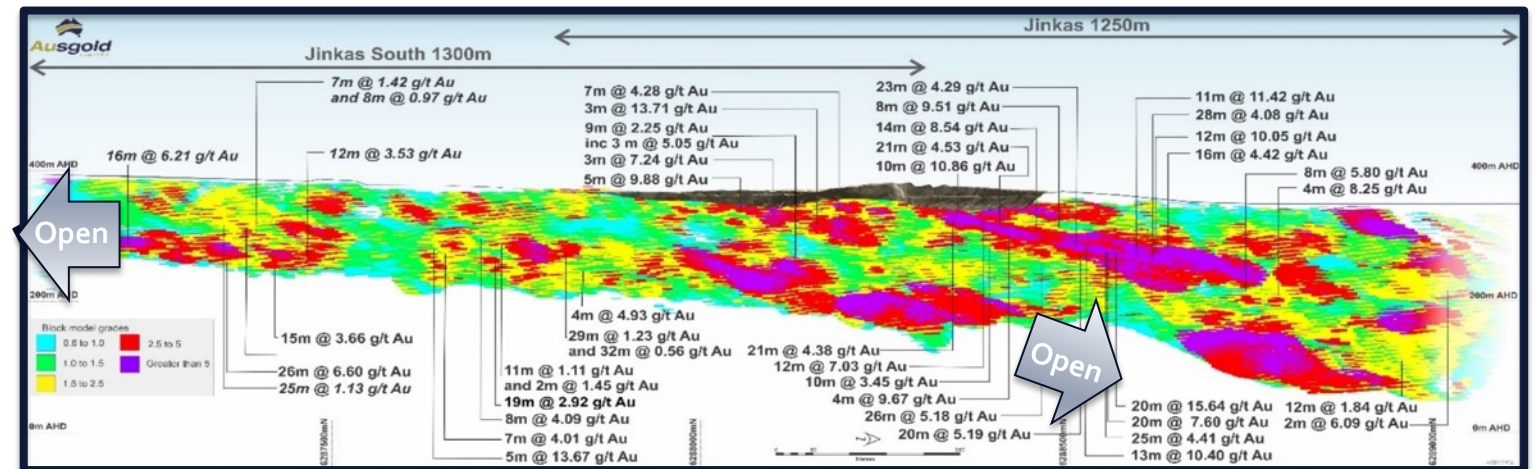 Ausgold
Jinkas 1250m
Jinkas South 1300m
7m @ 1.42 g/t Au
and 8m @ 0.97 g/t Au
16m @ 6.21 g/t Au
12m @ 3.53 g/t Au
7m @ 4.28 g/t Au
3m @ 13.71 g/t Au
9m @ 2.25 g/t Au
inc 3 m @ 5.05 g/t Au
3m @ 7.24 g/t Au
5m @ 9.88 g/t Au
23m @ 4.29 g/t Au
8m @ 9.51 g/t Au
14m @ 8.54 g/t Au
21m @ 4.53 g/t Au
10m @ 10.86 g/t Au
11m @ 11.42 g/t Au
28m @ 4.08 g/t Au
12m @ 10.05 g/t Au
16m @ 4.42 g/t Au
8m @ 5.80 g/t Au
4m @ 8.25 g/t Au
400m AHD
400m AHD
Open
200m AHD
200m AHD
Block model grades
0.6 to 1.0
2.5 to 5
1.0 to 1.5
Greater than 5
1.5 to 2.5
15m @ 3.66 g/t Au
26m @ 6.60 g/t Au
25m @ 1.13 g/t Au
4m @ 4.93 g/t Au
29m @ 1.23 g/t Au
and 32m @ 0.56 g/t Au
11m @ 1.11 g/t Au
and 2m @ 1.45 g/t Au
19m @ 2.92 g/t Au
8m @ 4.09 g/t Au
7m @ 4.01 g/t Au
5m @ 13.67 g/t Au
21m @ 4.38 g/t Au
12m @ 7.03 g/t Au
10m @ 3.45 g/t Au
4m @ 9.67 g/t Au
26m @ 5.18 g/t Au
20m @ 5.19 g/t Au
Open
20m @ 15.64 g/t Au
20m @ 7.60 g/t Au
25m @ 4.41 g/t Au
13m @ 10.40 g/t Au
12m @ 1.84 g/t Au
2m @ 6.09 g/t Au
0m AHD
0m AHD
6287500mN
6288000mN
6288500mN
6289000mN